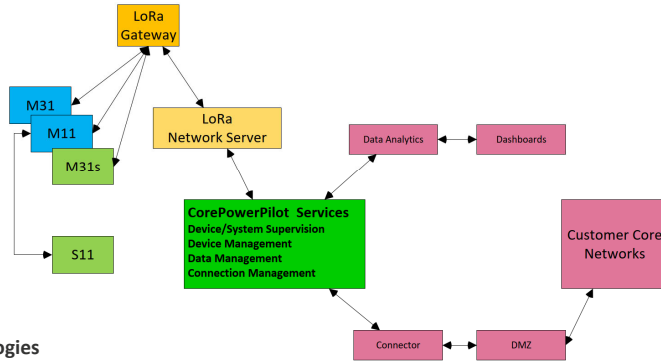 LoRa
Gateway
M31
M11
M31s
S11
LoRa
Network Server
Data Analytics
Dashboards
CorePowerPilot Services
Device/System Supervision
Device Management
Data Management
Connection Management
Customer Core
Networks
Connector
DMZ
ogies